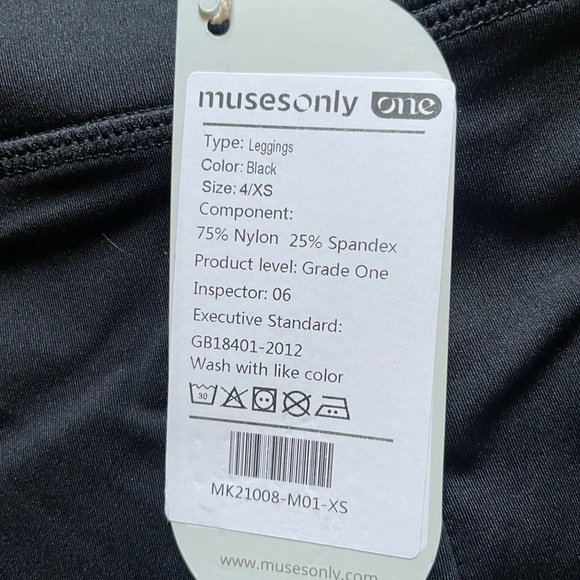 musesonly one
Type: Leggings
Color: Black
Size: 4/XS
Component:
75% Nylon 25% Spandex
Product level: Grade One
Inspector: 06
Executive Standard:
GB18401-2012
Wash with like color
30
MK21008-M01-XS
www.musesonly.com